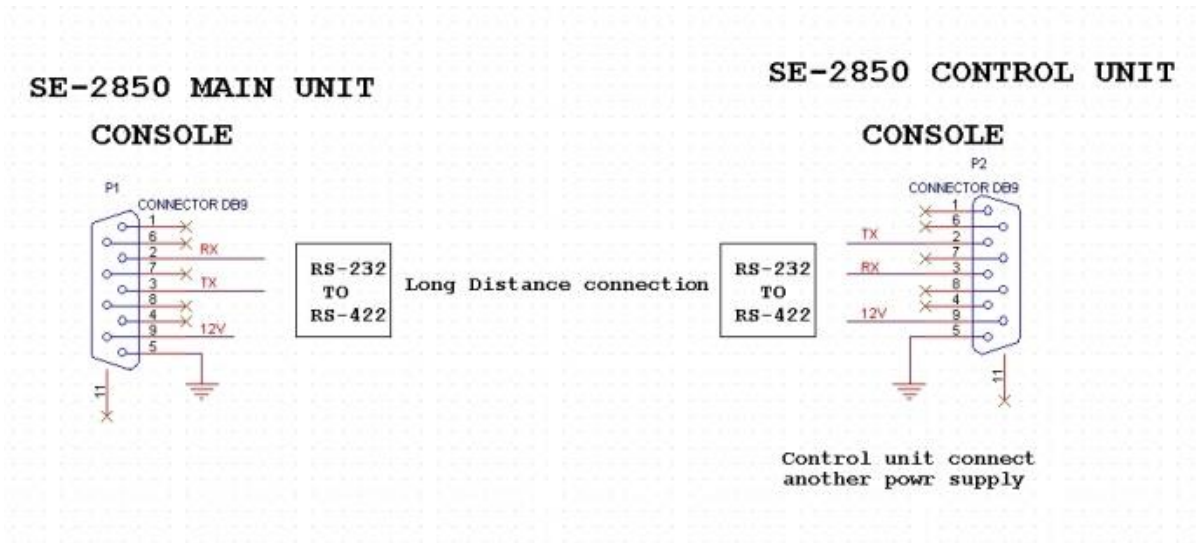 SE-2850 MAIN UNIT
CONSOLE
P1
CONNECTOR DB9
1
6
2 RX
7
3 TX
8
4
9 12V
5
11
RS-232
TO
RS-422
Long Distance connection
SE-2850 CONTROL UNIT
CONSOLE
P2
CONNECTOR DB9
1
6
TX 2
7
RX 3
8
4
12V 9
5
11
RS-232
TO
RS-422
Control unit connect
another powr supply